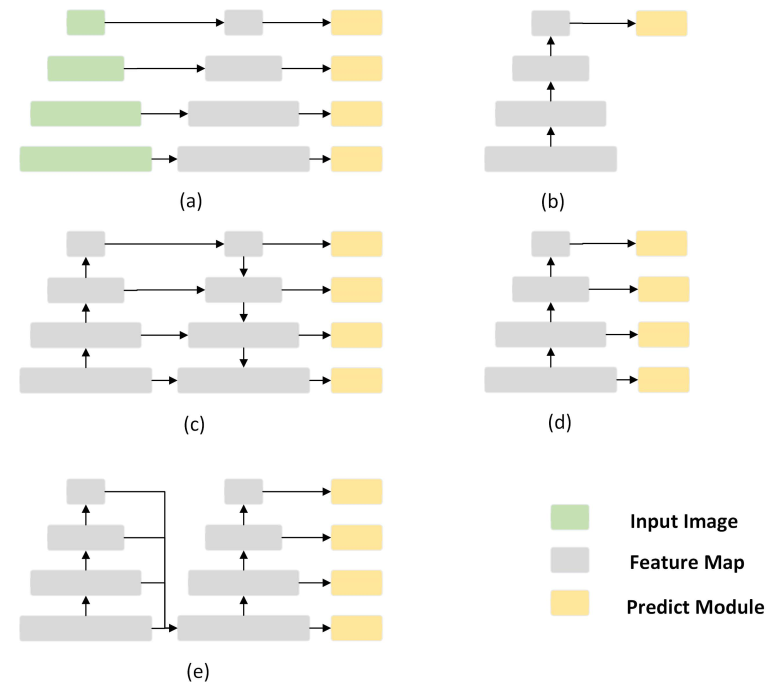 (a)
(b)
(c)
(d)
(e)
Input Image
Feature Map
Predict Module